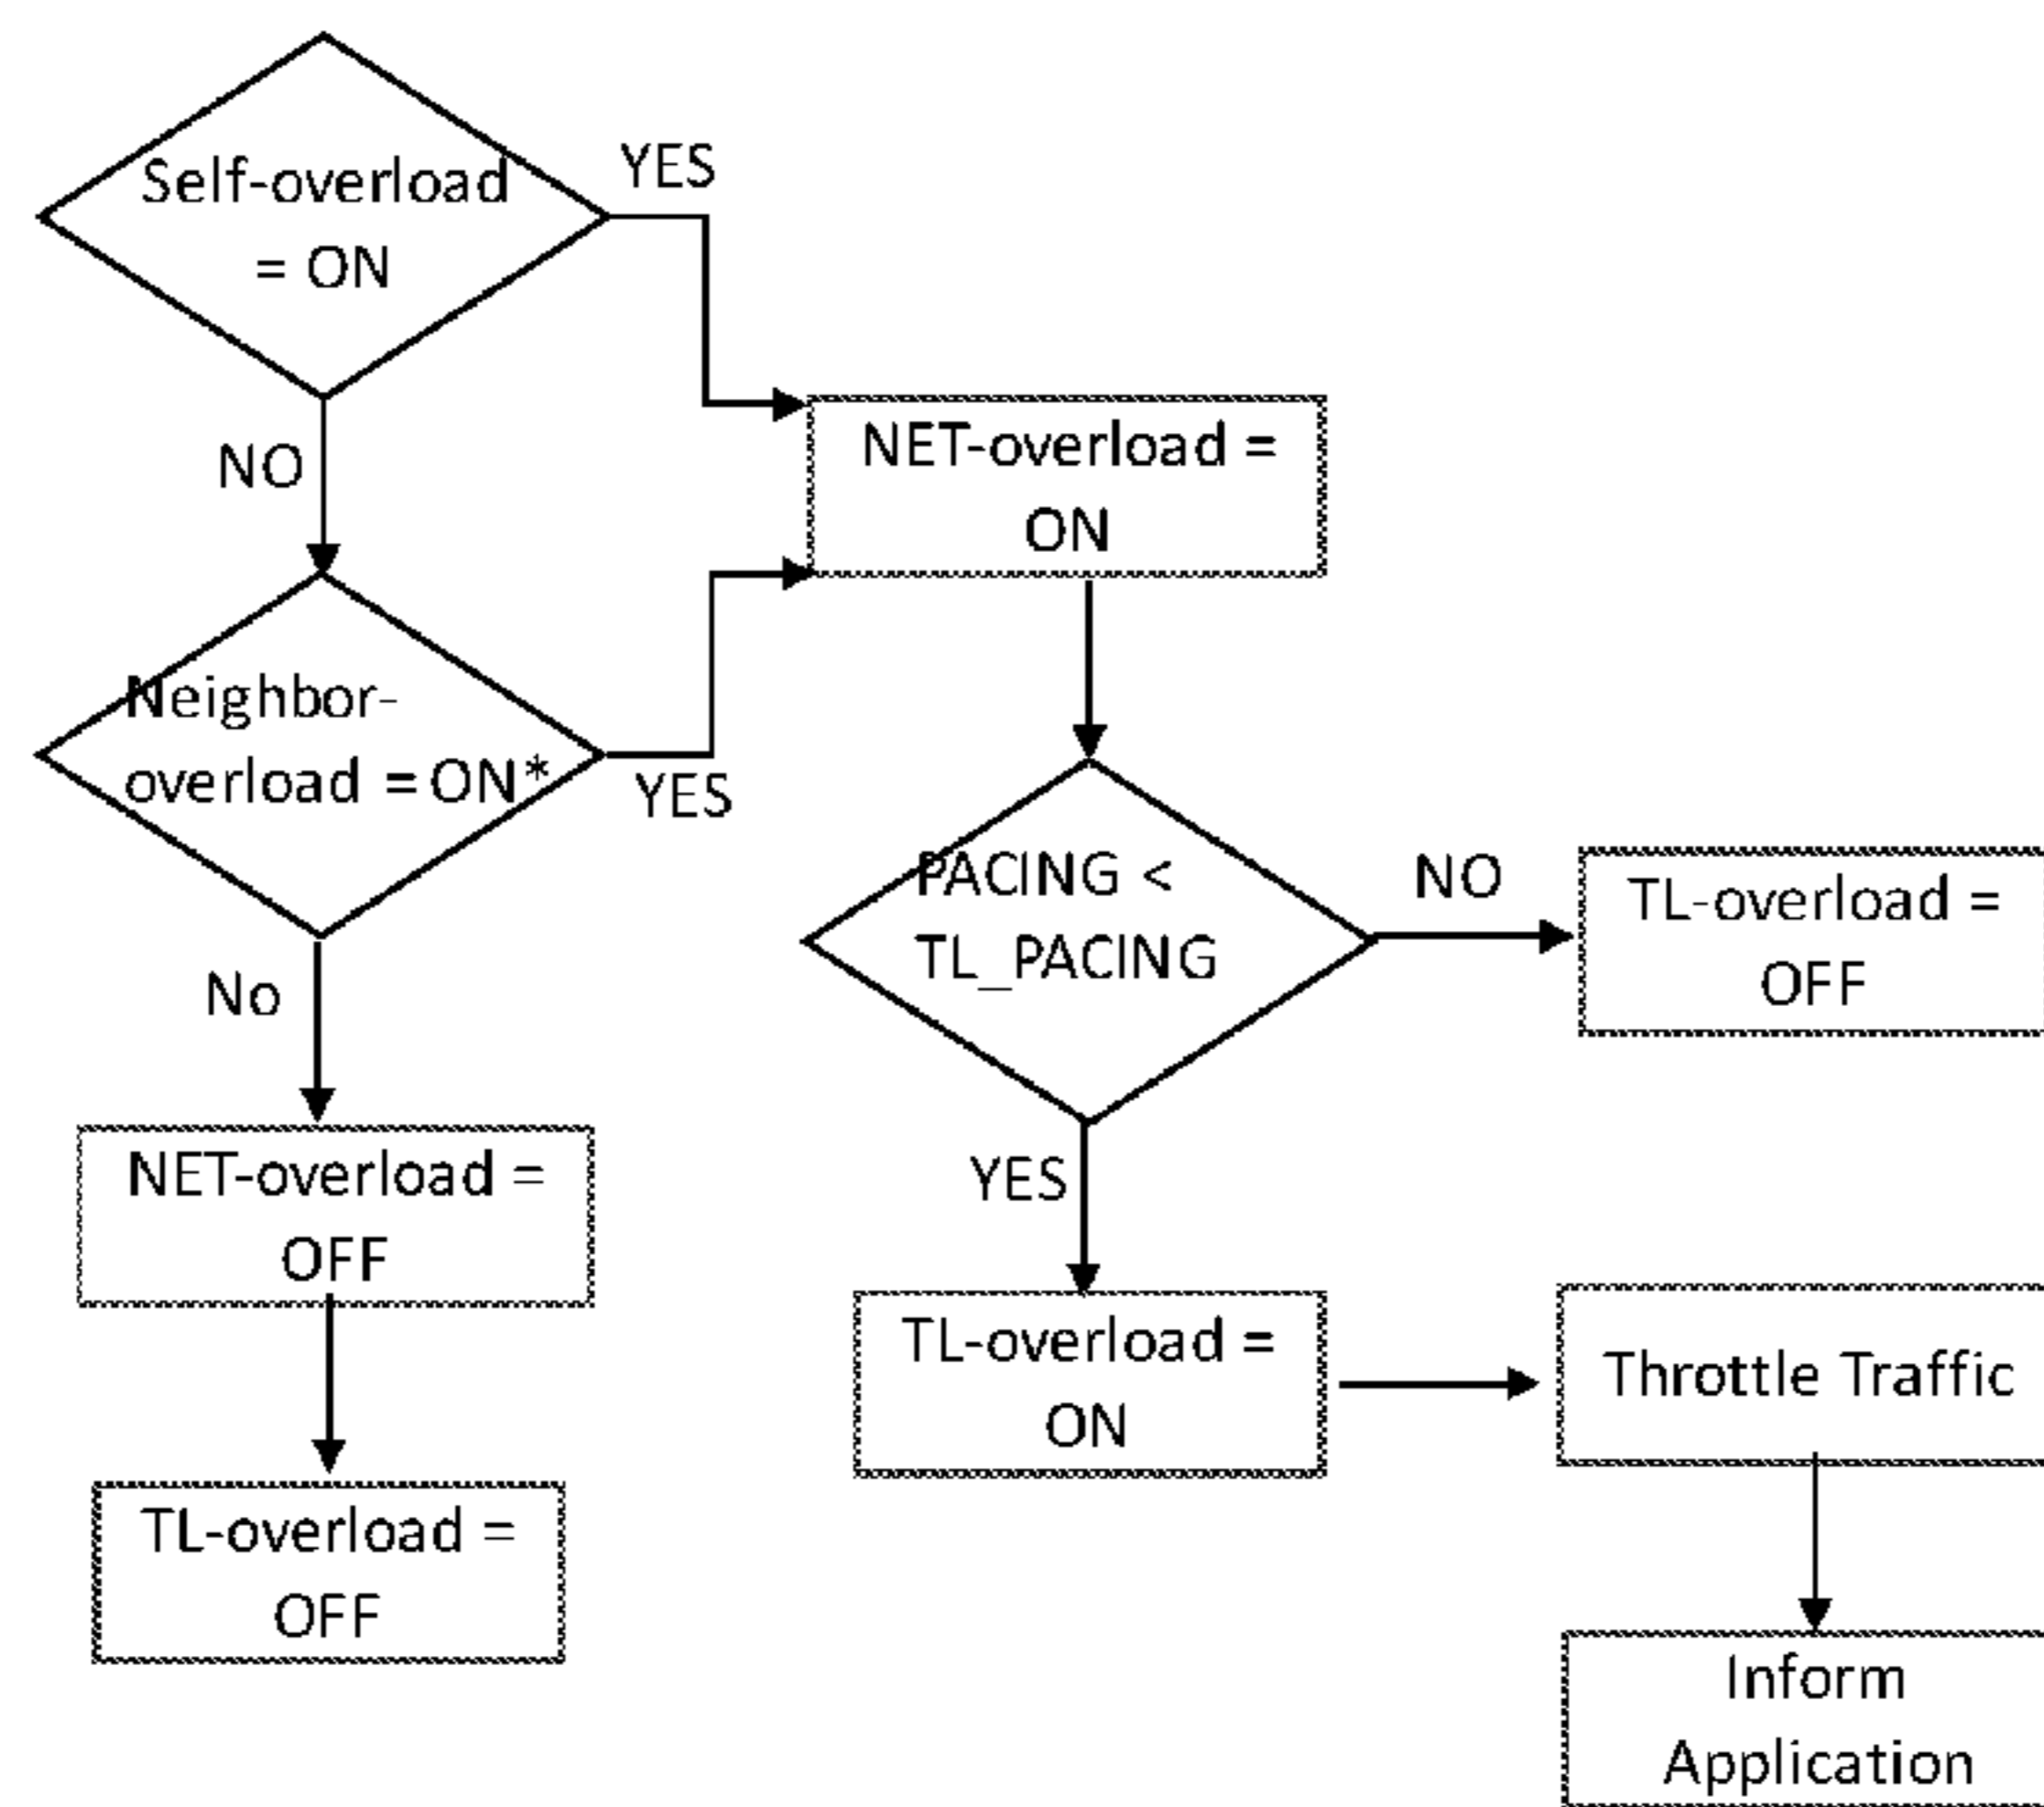 Self-overload
= ON
YES
NO
NET-overload =
ON
Neighbor-
overload = ON*
YES
No
PACING <
TL_PACING
NO
TL-overload =
OFF
YES
NET-overload =
OFF
TL-overload =
ON
Throttle Traffic
TL-overload =
OFF
Inform
Application